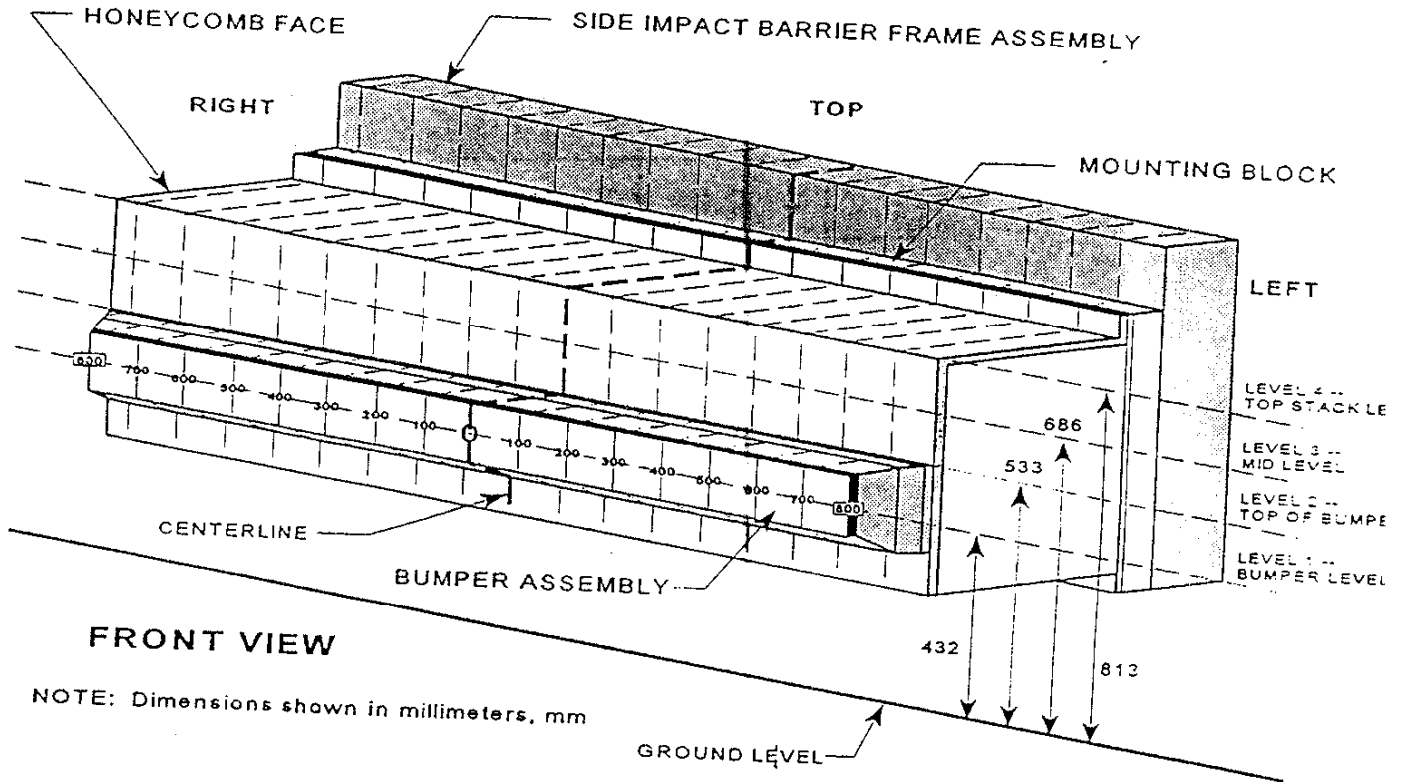 HONEYCOMB FACE
SIDE IMPACT BARRIER FRAME ASSEMBLY
RIGHT
TOP
MOUNTING BLOCK
LEFT
LEVEL 4 --
TOP STACK LE
686
LEVEL 3 --
MID LEVEL
533
LEVEL 2 --
TOP OF BUMPE
LEVEL 1 --
BUMPER LEVEL
800 700 600 500 400 300 200 100 0 100 200 300 400 500 600 700 800
CENTERLINE
BUMPER ASSEMBLY
432
813
FRONT VIEW
NOTE: Dimensions shown in millimeters, mm
GROUND LEVEL